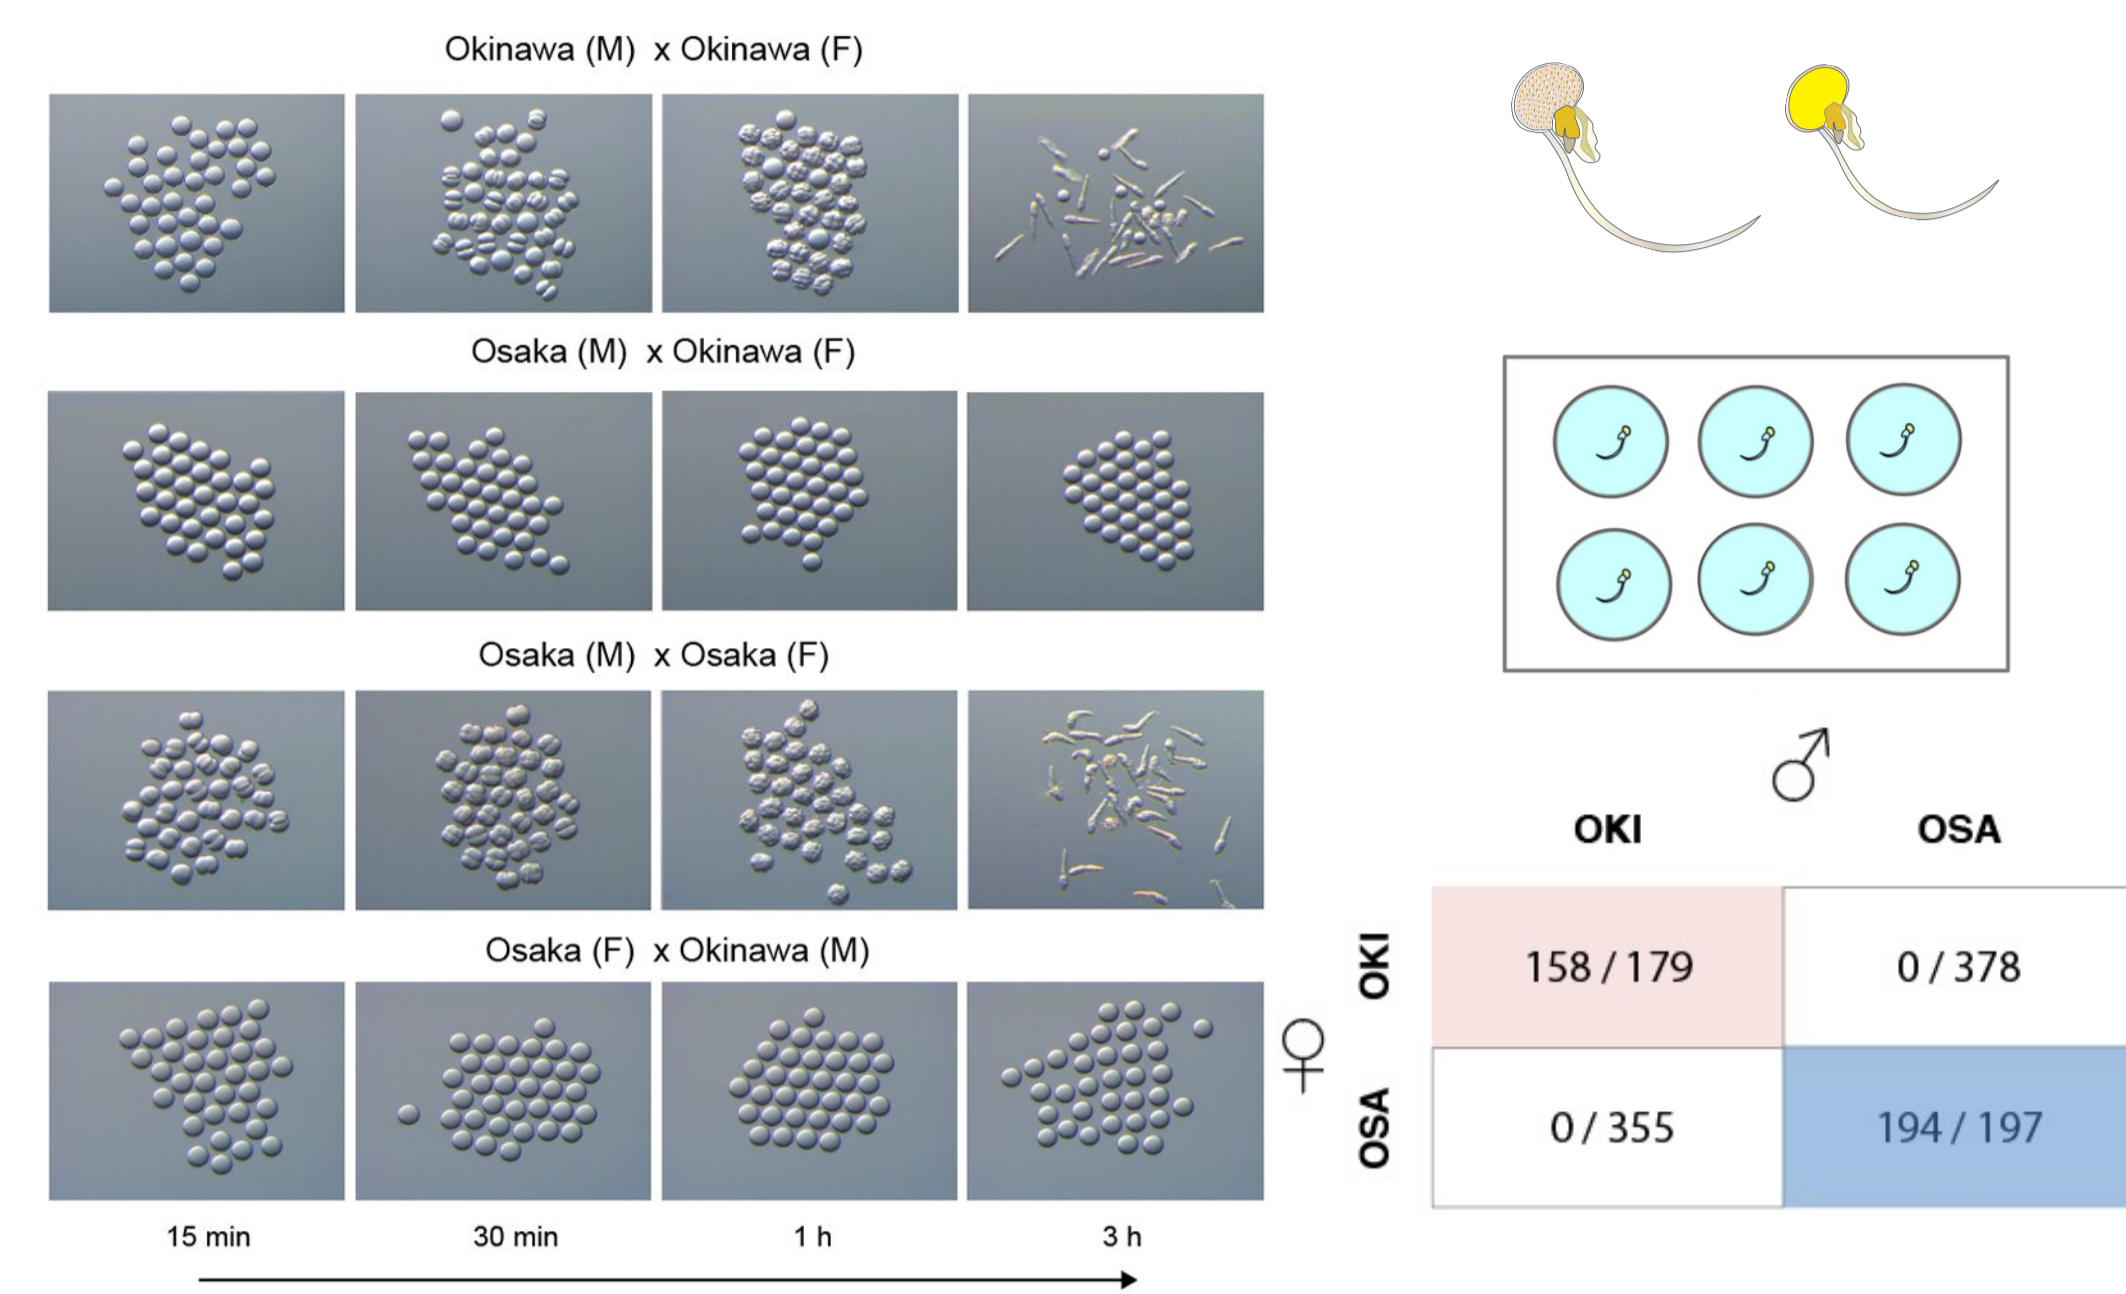 Okinawa (M) x Okinawa (F)
Osaka (M) x Okinawa (F)
Osaka (M) x Osaka (F)
Osaka (F) x Okinawa (M)
15 min 30 min 1 h 3 h
♂
OKI OSA
♀
OKI 158 / 179 0 / 378
OSA 0 / 355 194 / 197